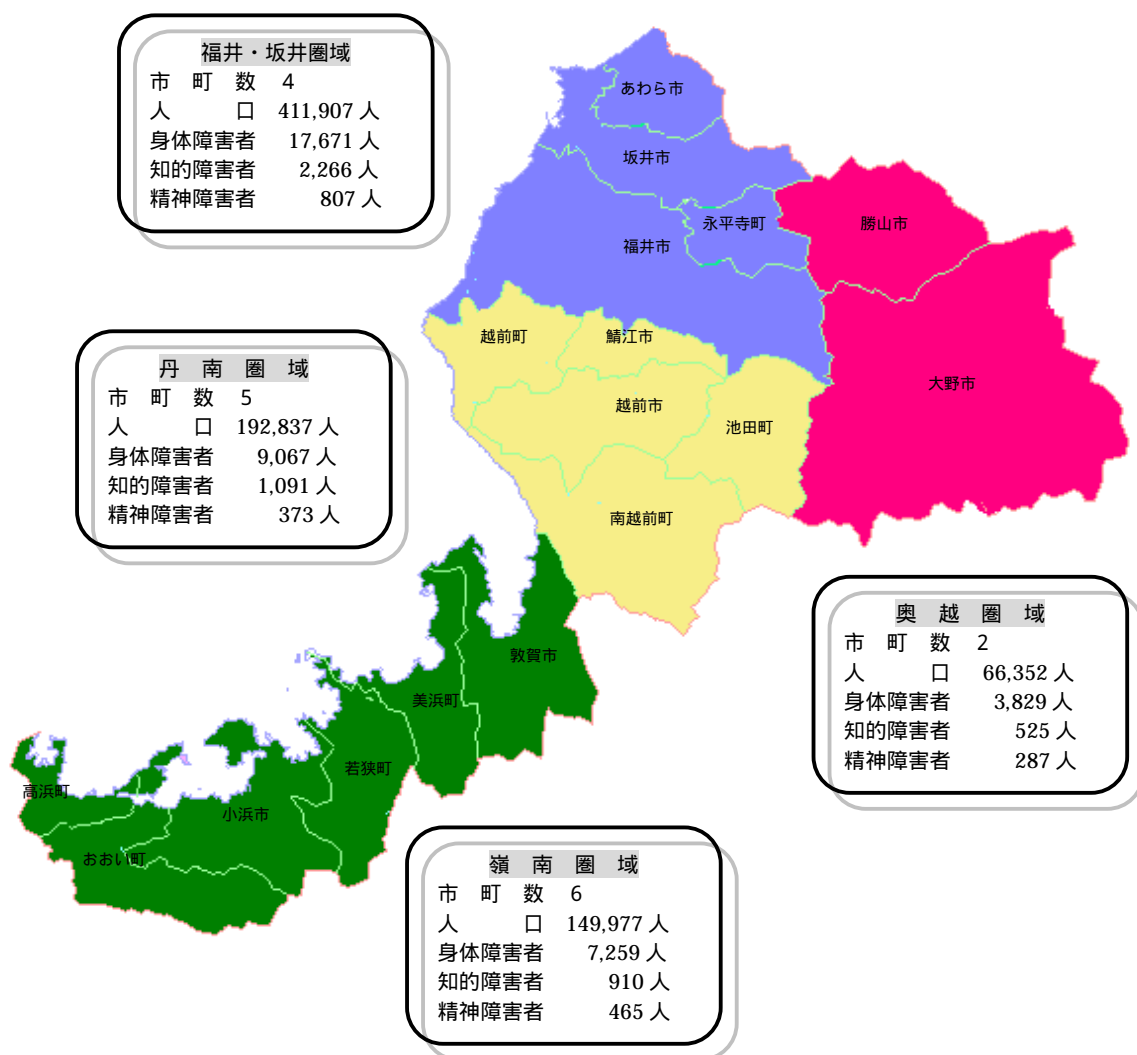 福井・坂井圏域
市町数 4
人口 411,907 人
身体障害者 17,671 人
知的障害者 2,266 人
精神障害者 807 人
あわら市
坂井市
永平寺町
福井市
勝山市
大野市
越前町
鯖江市
越前市
池田町
南越前町
丹南圏域
市町数 5
人口 192,837 人
身体障害者 9,067 人
知的障害者 1,091 人
精神障害者 373 人
奥越圏域
市町数 2
人口 66,352 人
身体障害者 3,829 人
知的障害者 525 人
精神障害者 287 人
敦賀市
美浜町
若狭町
小浜市
高浜町
おおい町
嶺南圏域
市町数 6
人口 149,977 人
身体障害者 7,259 人
知的障害者 910 人
精神障害者 465 人